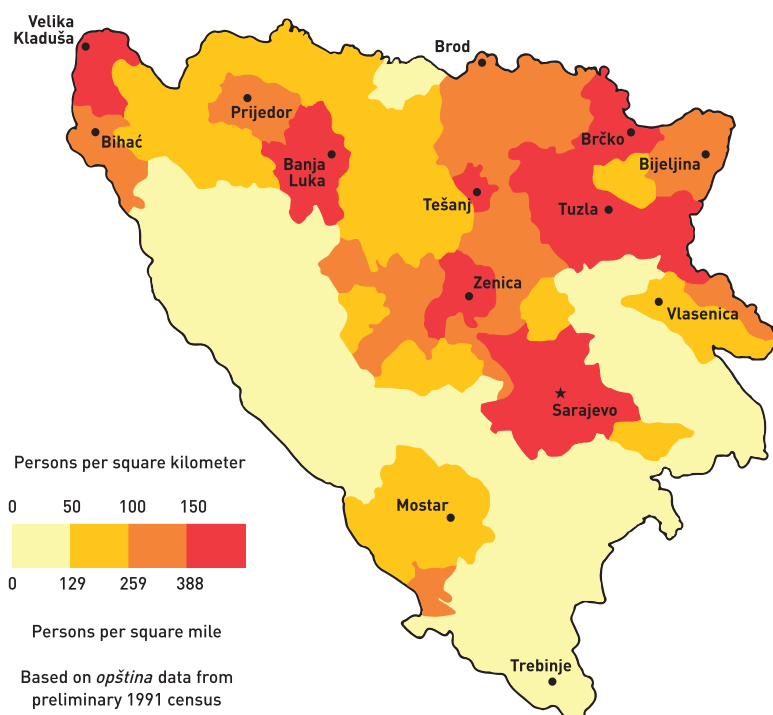 Velika
Kladuša
Brod
Prijedor
Brčko
Bihać
Bijeljina
Banja
Luka
Tešanj
Tuzla
Zenica
Vlasenica
Sarajevo
Persons per square kilometer
0 50 100 150
Mostar
0 129 259 388
Persons per square mile
Trebinje
Based on opština data from
preliminary 1991 census